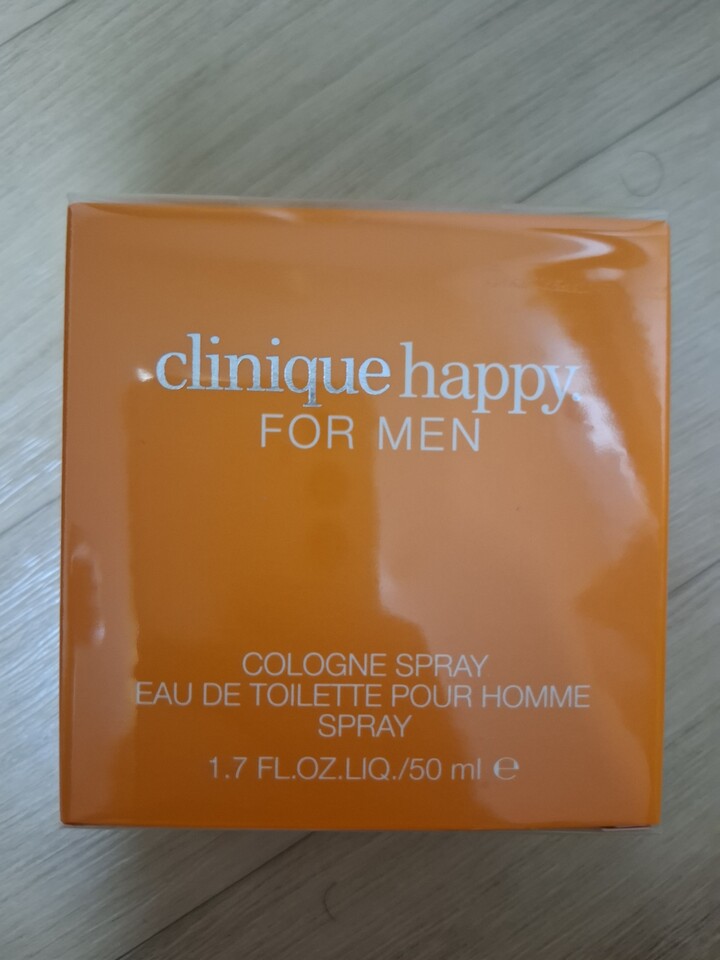 clinique happy.
FOR MEN
COLOGNE SPRAY
EAU DE TOILETTE POUR HOMME
SPRAY
1.7 FL.OZ.LIQ./50 ml ℮